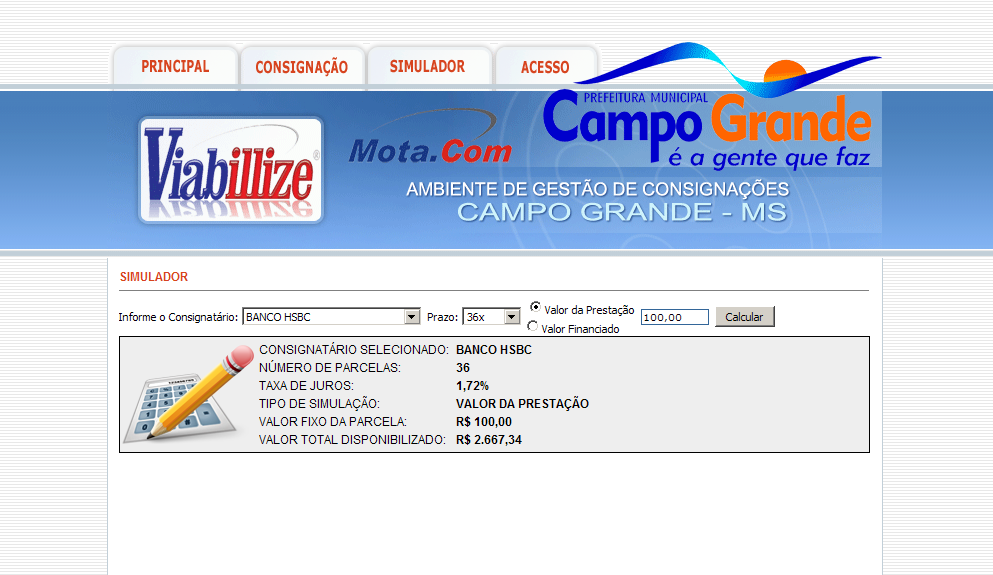 PRINCIPAL CONSIGNAÇÃO SIMULADOR ACESSO
PREFEITURA MUNICIPAL
Campo Grande
é a gente que faz
Viabillize®
Mota.Com
AMBIENTE DE GESTÃO DE CONSIGNAÇÕES
CAMPO GRANDE - MS
SIMULADOR
Informe o Consignatário: BANCO HSBC Prazo: 36x Valor da Prestação 100,00 Calcular
Valor Financiado
CONSIGNATÁRIO SELECIONADO: BANCO HSBC
NÚMERO DE PARCELAS: 36
TAXA DE JUROS: 1,72%
TIPO DE SIMULAÇÃO: VALOR DA PRESTAÇÃO
VALOR FIXO DA PARCELA: R$ 100,00
VALOR TOTAL DISPONIBILIZADO: R$ 2.667,34